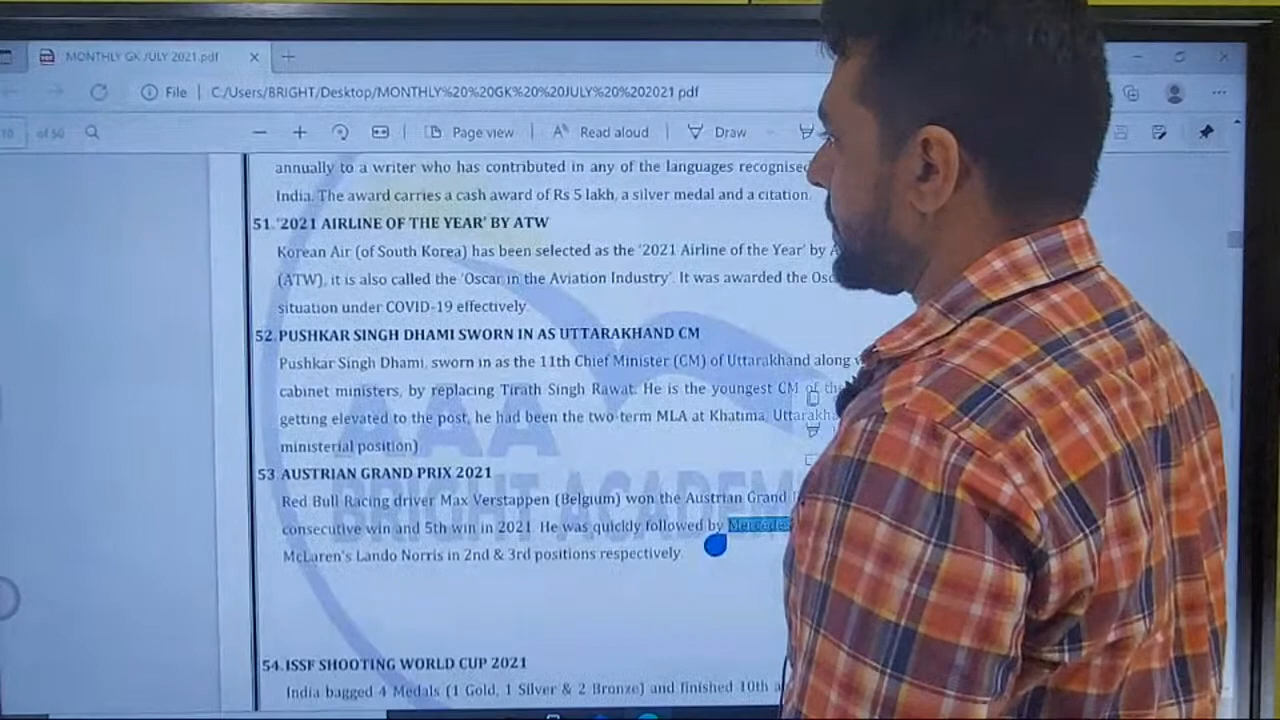 MONTHLY GK JULY 2021.pdf
File | C:/Users/BRIGHT/Desktop/MONTHLY%20%20GK%20%20JULY%20%202021 pdf
10 of 50 Page view Read aloud Draw
annually to a writer who has contributed in any of the languages recognised
India. The award carries a cash award of Rs 5 lakh, a silver medal and a citation.
51. '2021 AIRLINE OF THE YEAR' BY ATW
Korean Air (of South Korea) has been selected as the '2021 Airline of the Year' by
(ATW), it is also called the 'Oscar in the Aviation Industry'. It was awarded the
situation under COVID-19 effectively.
52. PUSHKAR SINGH DHAMI SWORN IN AS UTTARAKHAND CM
Pushkar Singh Dhami, sworn in as the 11th Chief Minister (CM) of Uttarakhand along
cabinet ministers, by replacing Tirath Singh Rawat. He is the youngest CM of
getting elevated to the post, he had been the two-term MLA at Khatima,
ministerial position)
53 AUSTRIAN GRAND PRIX 2021
Red Bull Racing driver Max Verstappen (Belgium) won the Austrian Grand
consecutive win and 5th win in 2021. He was quickly followed by Mercedes
McLaren's Lando Norris in 2nd & 3rd positions respectively.
BRIGHT ACADEM
54. ISSF SHOOTING WORLD CUP 2021
India bagged 4 Medals (1 Gold, 1 Silver & 2 Bronze) and finished 10th